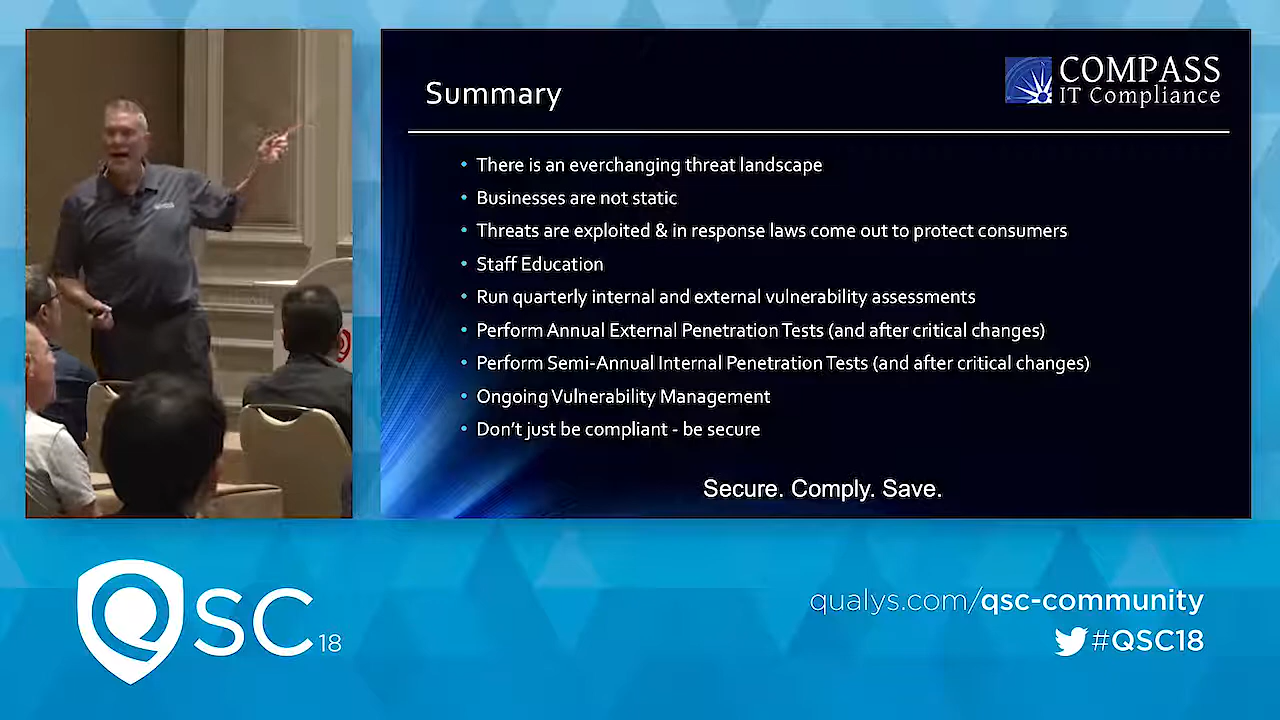 Summary
COMPASS
IT Compliance
• There is an everchanging threat landscape
• Businesses are not static
• Threats are exploited & in response laws come out to protect consumers
• Staff Education
• Run quarterly internal and external vulnerability assessments
• Perform Annual External Penetration Tests (and after critical changes)
• Perform Semi-Annual Internal Penetration Tests (and after critical changes)
• Ongoing Vulnerability Management
• Don't just be compliant - be secure
Secure. Comply. Save.
QSC 18
qualys.com/qsc-community
#QSC18